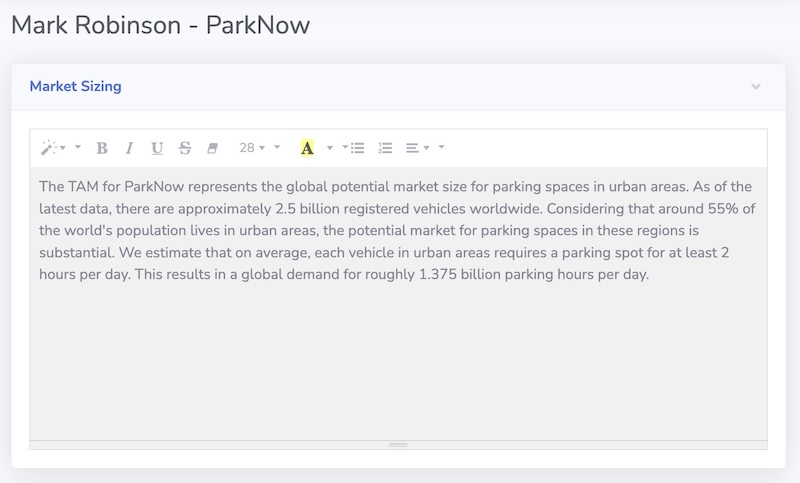 Mark Robinson - ParkNow
Market Sizing
B I U S 28 A
The TAM for ParkNow represents the global potential market size for parking spaces in urban areas. As of the
latest data, there are approximately 2.5 billion registered vehicles worldwide. Considering that around 55% of
the world's population lives in urban areas, the potential market for parking spaces in these regions is
substantial. We estimate that on average, each vehicle in urban areas requires a parking spot for at least 2
hours per day. This results in a global demand for roughly 1.375 billion parking hours per day.